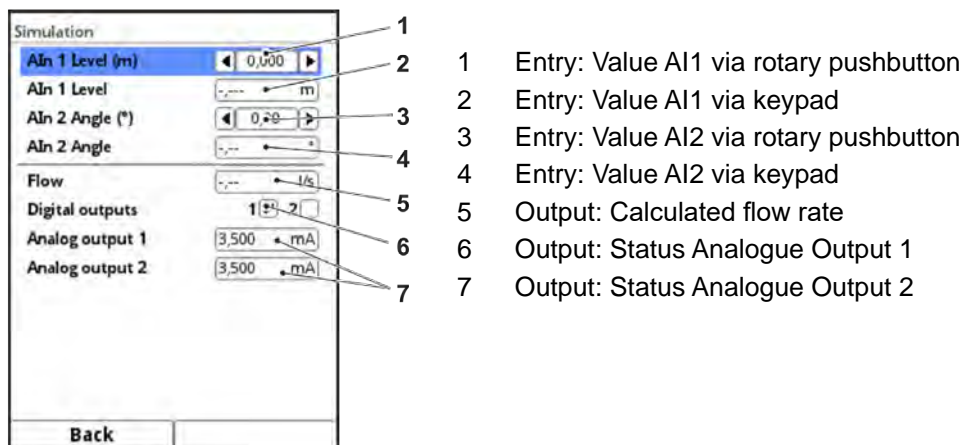 Simulation
AIn 1 Level (m) 0,000
AIn 1 Level -,--- m
AIn 2 Angle (°)
AIn 2 Angle -,-- °
Flow -,-- l/s
Digital outputs 1 2
Analog output 1 3,500 mA
Analog output 2 3,500 mA
Back
1
2
3
4
5
6
7
1 Entry: Value AI1 via rotary pushbutton
2 Entry: Value AI1 via keypad
3 Entry: Value AI2 via rotary pushbutton
4 Entry: Value AI2 via keypad
5 Output: Calculated flow rate
6 Output: Status Analogue Output 1
7 Output: Status Analogue Output 2